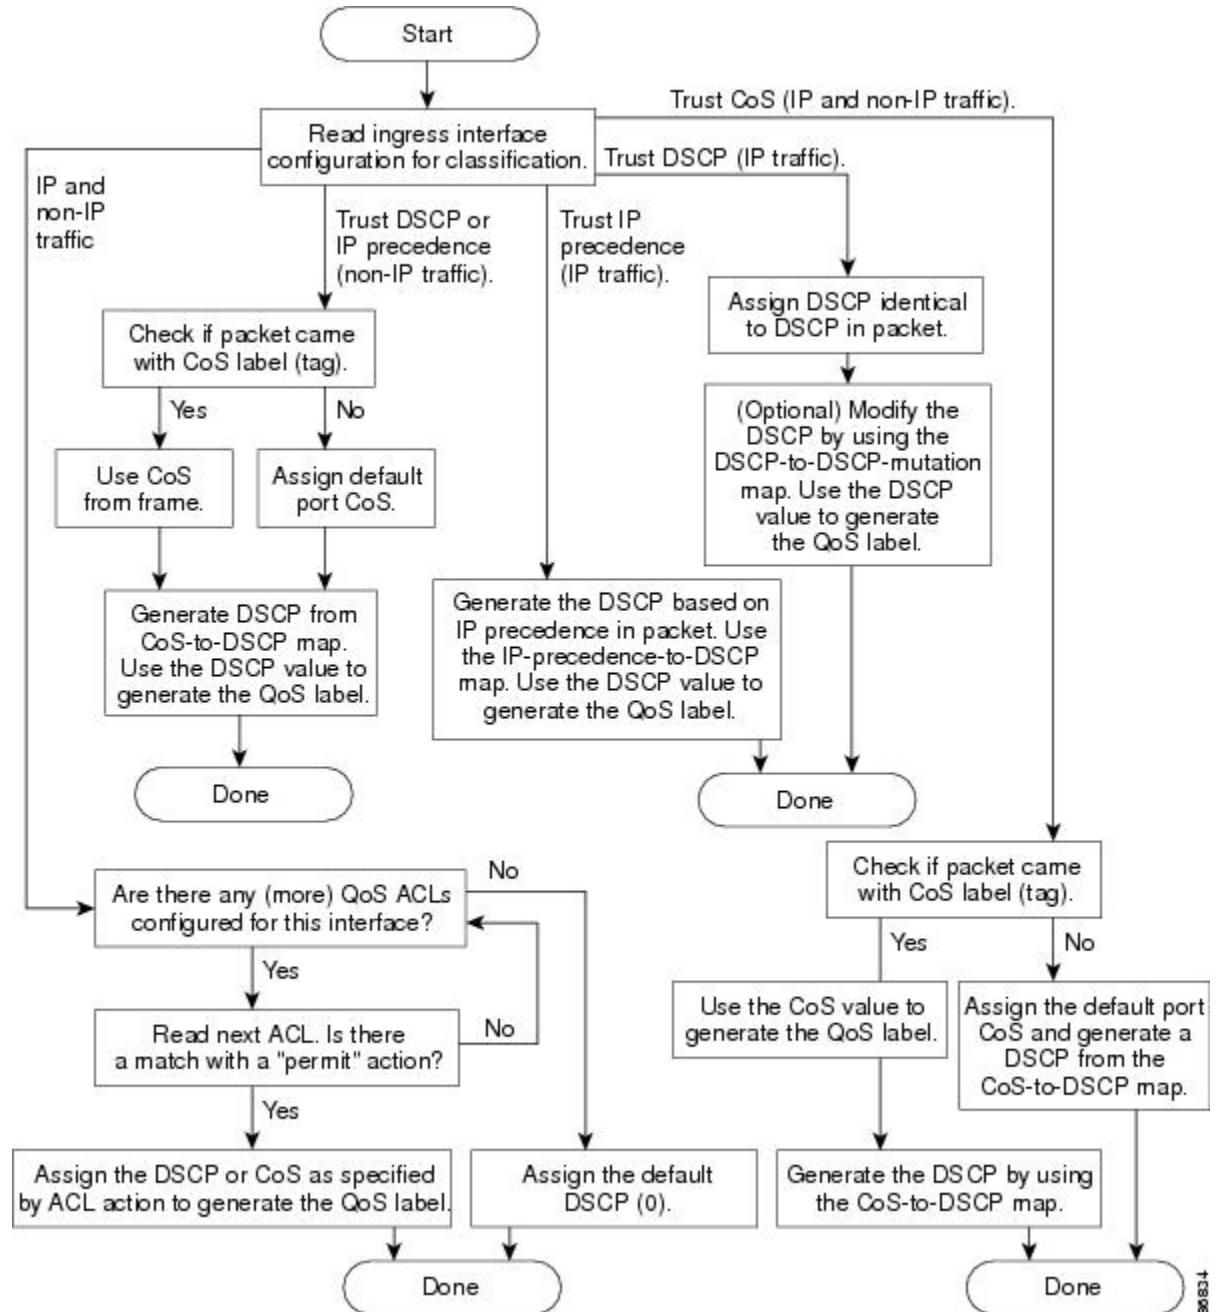 Start
Trust CoS (IP and non-IP traffic).
Read ingress interface
configuration for classification.
Trust DSCP (IP traffic).
IP and
non-IP
traffic
Trust DSCP or
IP precedence
(non-IP traffic).
Trust IP
precedence
(IP traffic).
Assign DSCP identical
to DSCP in packet.
Check if packet came
with CoS label (tag).
Yes
No
(Optional) Modify the
DSCP by using the
DSCP-to-DSCP-mutation
map. Use the DSCP
value to generate
the QoS label.
Use CoS
from frame.
Assign default
port CoS.
Generate DSCP from
CoS-to-DSCP map.
Use the DSCP value to
generate the QoS label.
Generate the DSCP based on
IP precedence in packet. Use
the IP-precedence-to-DSCP
map. Use the DSCP value to
generate the QoS label.
Done
Done
Check if packet came
with CoS label (tag).
Are there any (more) QoS ACLs
configured for this interface?
No
Yes
Yes
No
Read next ACL. Is there
a match with a "permit" action?
No
Use the CoS value to
generate the QoS label.
Assign the default port
CoS and generate a
DSCP from the
CoS-to-DSCP map.
Yes
Assign the DSCP or CoS as specified
by ACL action to generate the QoS label.
Assign the default
DSCP (0).
Generate the DSCP by using
the CoS-to-DSCP map.
Done
Done
86834